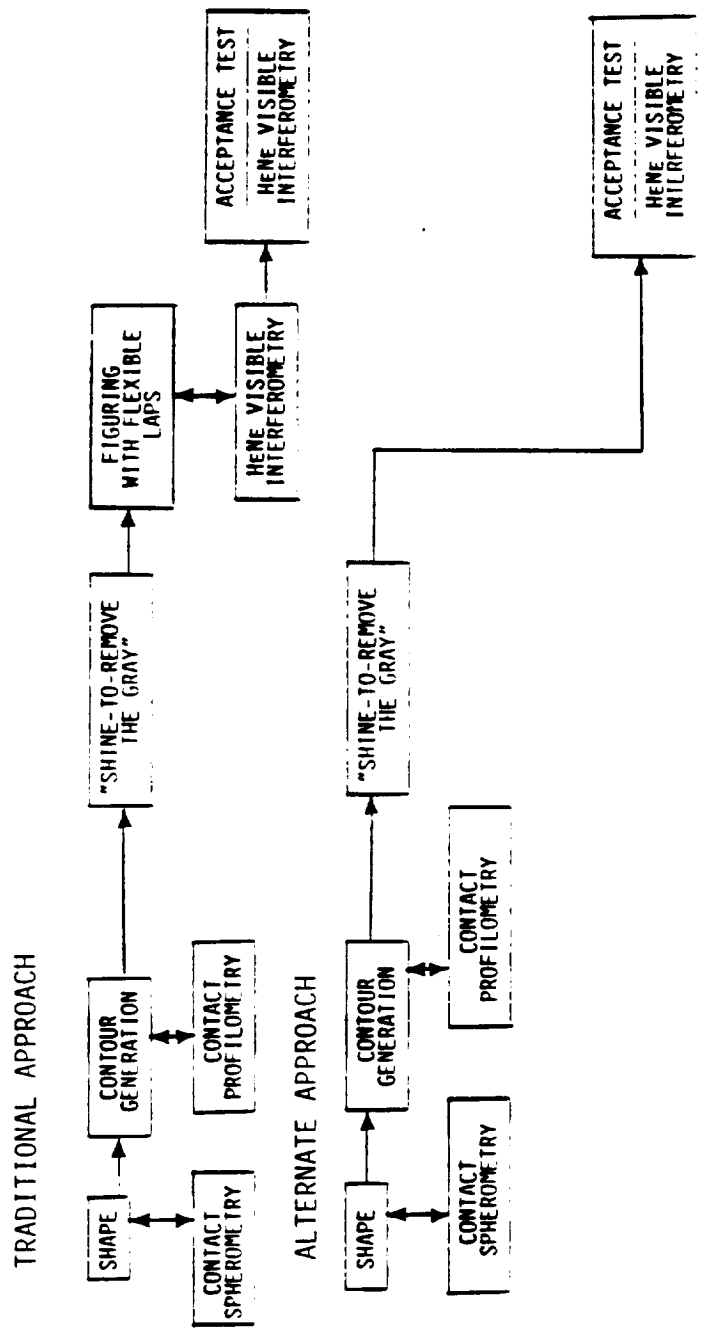 TRADITIONAL APPROACH
SHAPE
CONTACT
SPHEROMETRY
CONTOUR
GENERATION
CONTACT
PROFILOMETRY
"SHINE-TO-REMOVE
THE GRAY"
FIGURING
WITH FLEXIBLE
LAPS
HENE VISIBLE
INTERFEROMETRY
ACCEPTANCE TEST
HENE VISIBLE
INTERFEROMETRY
ALTERNATE APPROACH
SHAPE
CONTACT
SPHEROMETRY
CONTOUR
GENERATION
CONTACT
PROFILOMETRY
"SHINE-TO-REMOVE
THE GRAY"
ACCEPTANCE TEST
HENE VISIBLE
INTERFEROMETRY